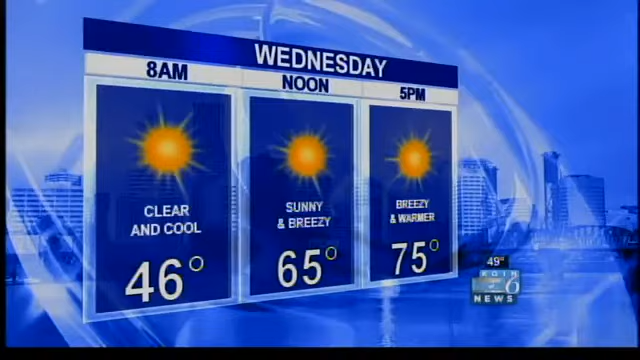 WEDNESDAY
8AM
NOON
5PM
CLEAR
AND COOL
46°
SUNNY
& BREEZY
65°
BREEZY
& WARMER
75°
49°
KOIN
6
NEWS